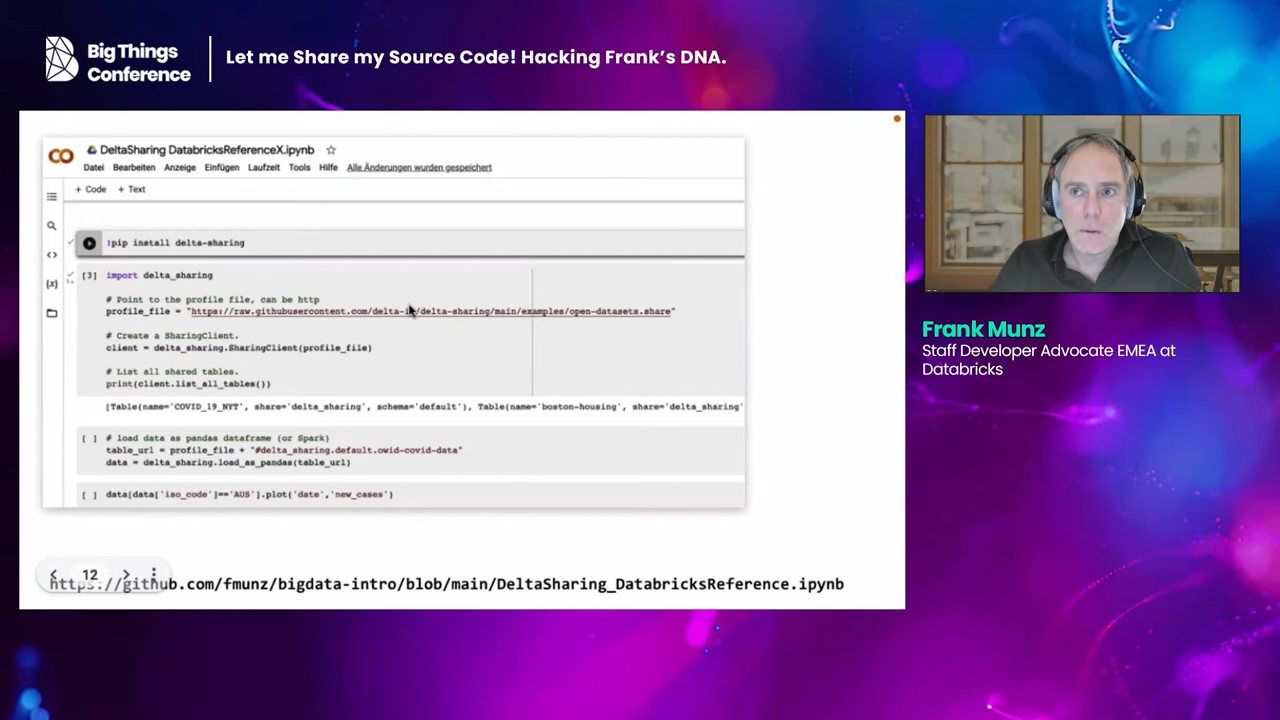 Big Things
Conference
Let me Share my Source Code! Hacking Frank's DNA.
CO
DeltaSharing DatabricksReferenceX.ipynb
Datei Bearbeiten Anzeige Einfügen Laufzeit Tools Hilfe Alle Änderungen wurden gespeichert
+ Code + Text
!pip install delta-sharing
[3] import delta_sharing
# Point to the profile file, can be http
profile_file = "https://raw.githubusercontent.com/delta-io/delta-sharing/main/examples/open-datasets.share"
# Create a SharingClient.
client = delta_sharing.SharingClient(profile_file)
# List all shared tables.
print(client.list_all_tables())
[Table(name='COVID_19_NYT', share='delta_sharing', schema='default'), Table(name='boston-housing', share='delta_sharing'
[ ] # load data as pandas dataframe (or Spark)
table_url = profile_file + "#delta_sharing.default.owid-covid-data"
data = delta_sharing.load_as_pandas(table_url)
[ ] data[data['iso_code']=='AUS'].plot('date','new_cases')
12
https://github.com/fmunz/bigdata-intro/blob/main/DeltaSharing_DatabricksReference.ipynb
Frank Munz
Staff Developer Advocate EMEA at
Databricks